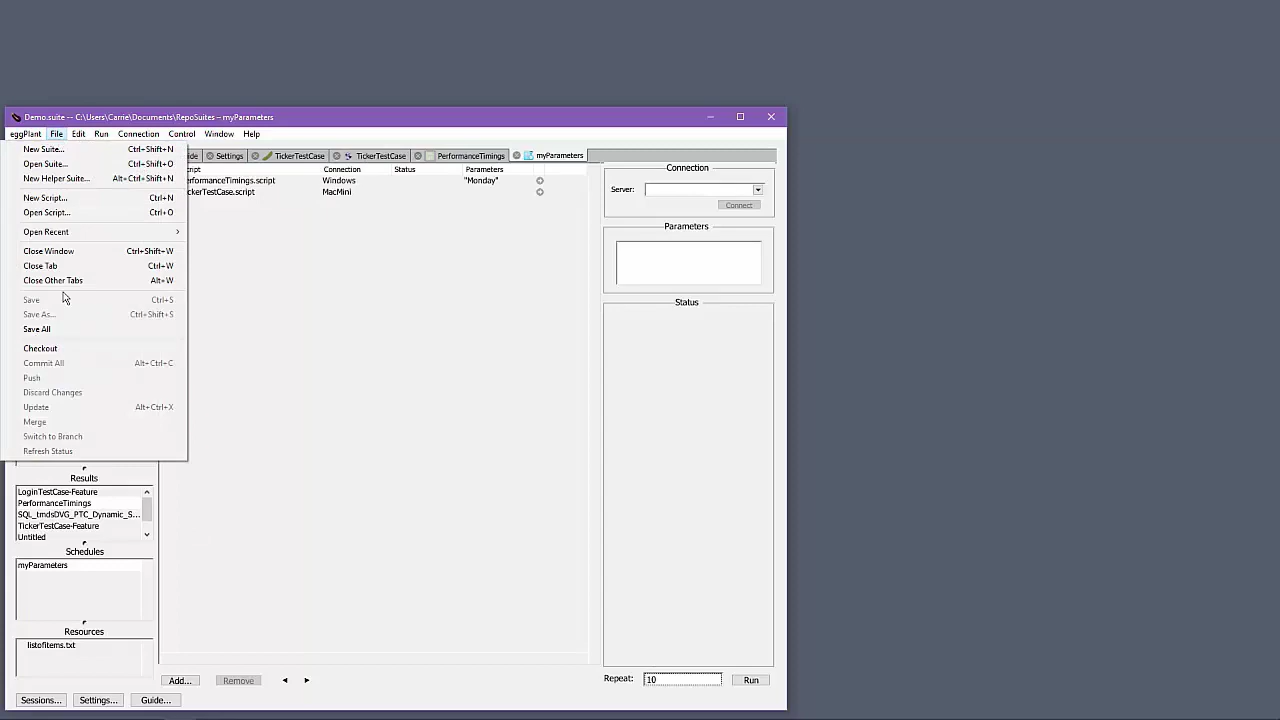 Demo.suite -- C:\Users\Carrie\Documents\RepoSuites – myParameters
eggPlant File Edit Run Connection Control Window Help
New Suite... Ctrl+Shift+N
Open Suite... Ctrl+Shift+O
New Helper Suite... Alt+Ctrl+Shift+N
New Script... Ctrl+N
Open Script... Ctrl+O
Open Recent
Close Window Ctrl+Shift+W
Close Tab Ctrl+W
Close Other Tabs Alt+W
Save Ctrl+S
Save As... Ctrl+Shift+S
Save All
Checkout
Commit All Alt+Ctrl+C
Push
Discard Changes
Update Alt+Ctrl+X
Merge
Switch to Branch
Refresh Status
ide Settings TickerTestCase TickerTestCase PerformanceTimings myParameters
ript Connection Status Parameters
erformanceTimings.script Windows "Monday"
ickerTestCase.script MacMini
Connection
Server:
Connect
Parameters
Status
Results
LoginTestCase-Feature
PerformanceTimings
SQL_tmdsDVG_PTC_Dynamic_S...
TickerTestCase-Feature
Untitled
Schedules
myParameters
Resources
listofitems.txt
Add... Remove
Repeat: 10 Run
Sessions... Settings... Guide...